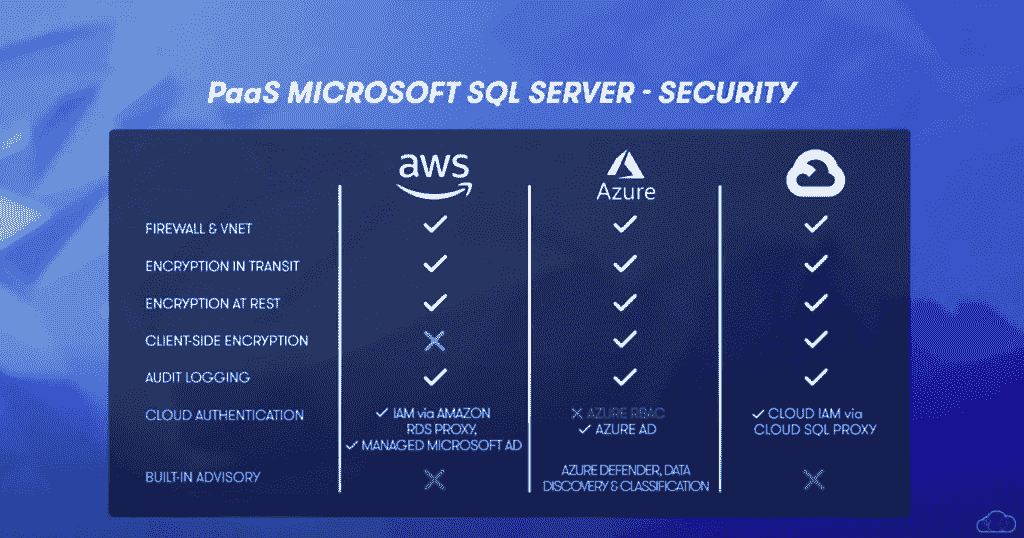 PaaS MICROSOFT SQL SERVER - SECURITY
aws
Azure
FIREWALL & VNET
ENCRYPTION IN TRANSIT
ENCRYPTION AT REST
CLIENT-SIDE ENCRYPTION
AUDIT LOGGING
CLOUD AUTHENTICATION
IAM via AMAZON
RDS PROXY,
MANAGED MICROSOFT AD
AZURE RBAC
AZURE AD
CLOUD IAM via
CLOUD SQL PROXY
BUILT-IN ADVISORY
AZURE DEFENDER, DATA
DISCOVERY & CLASSIFICATION